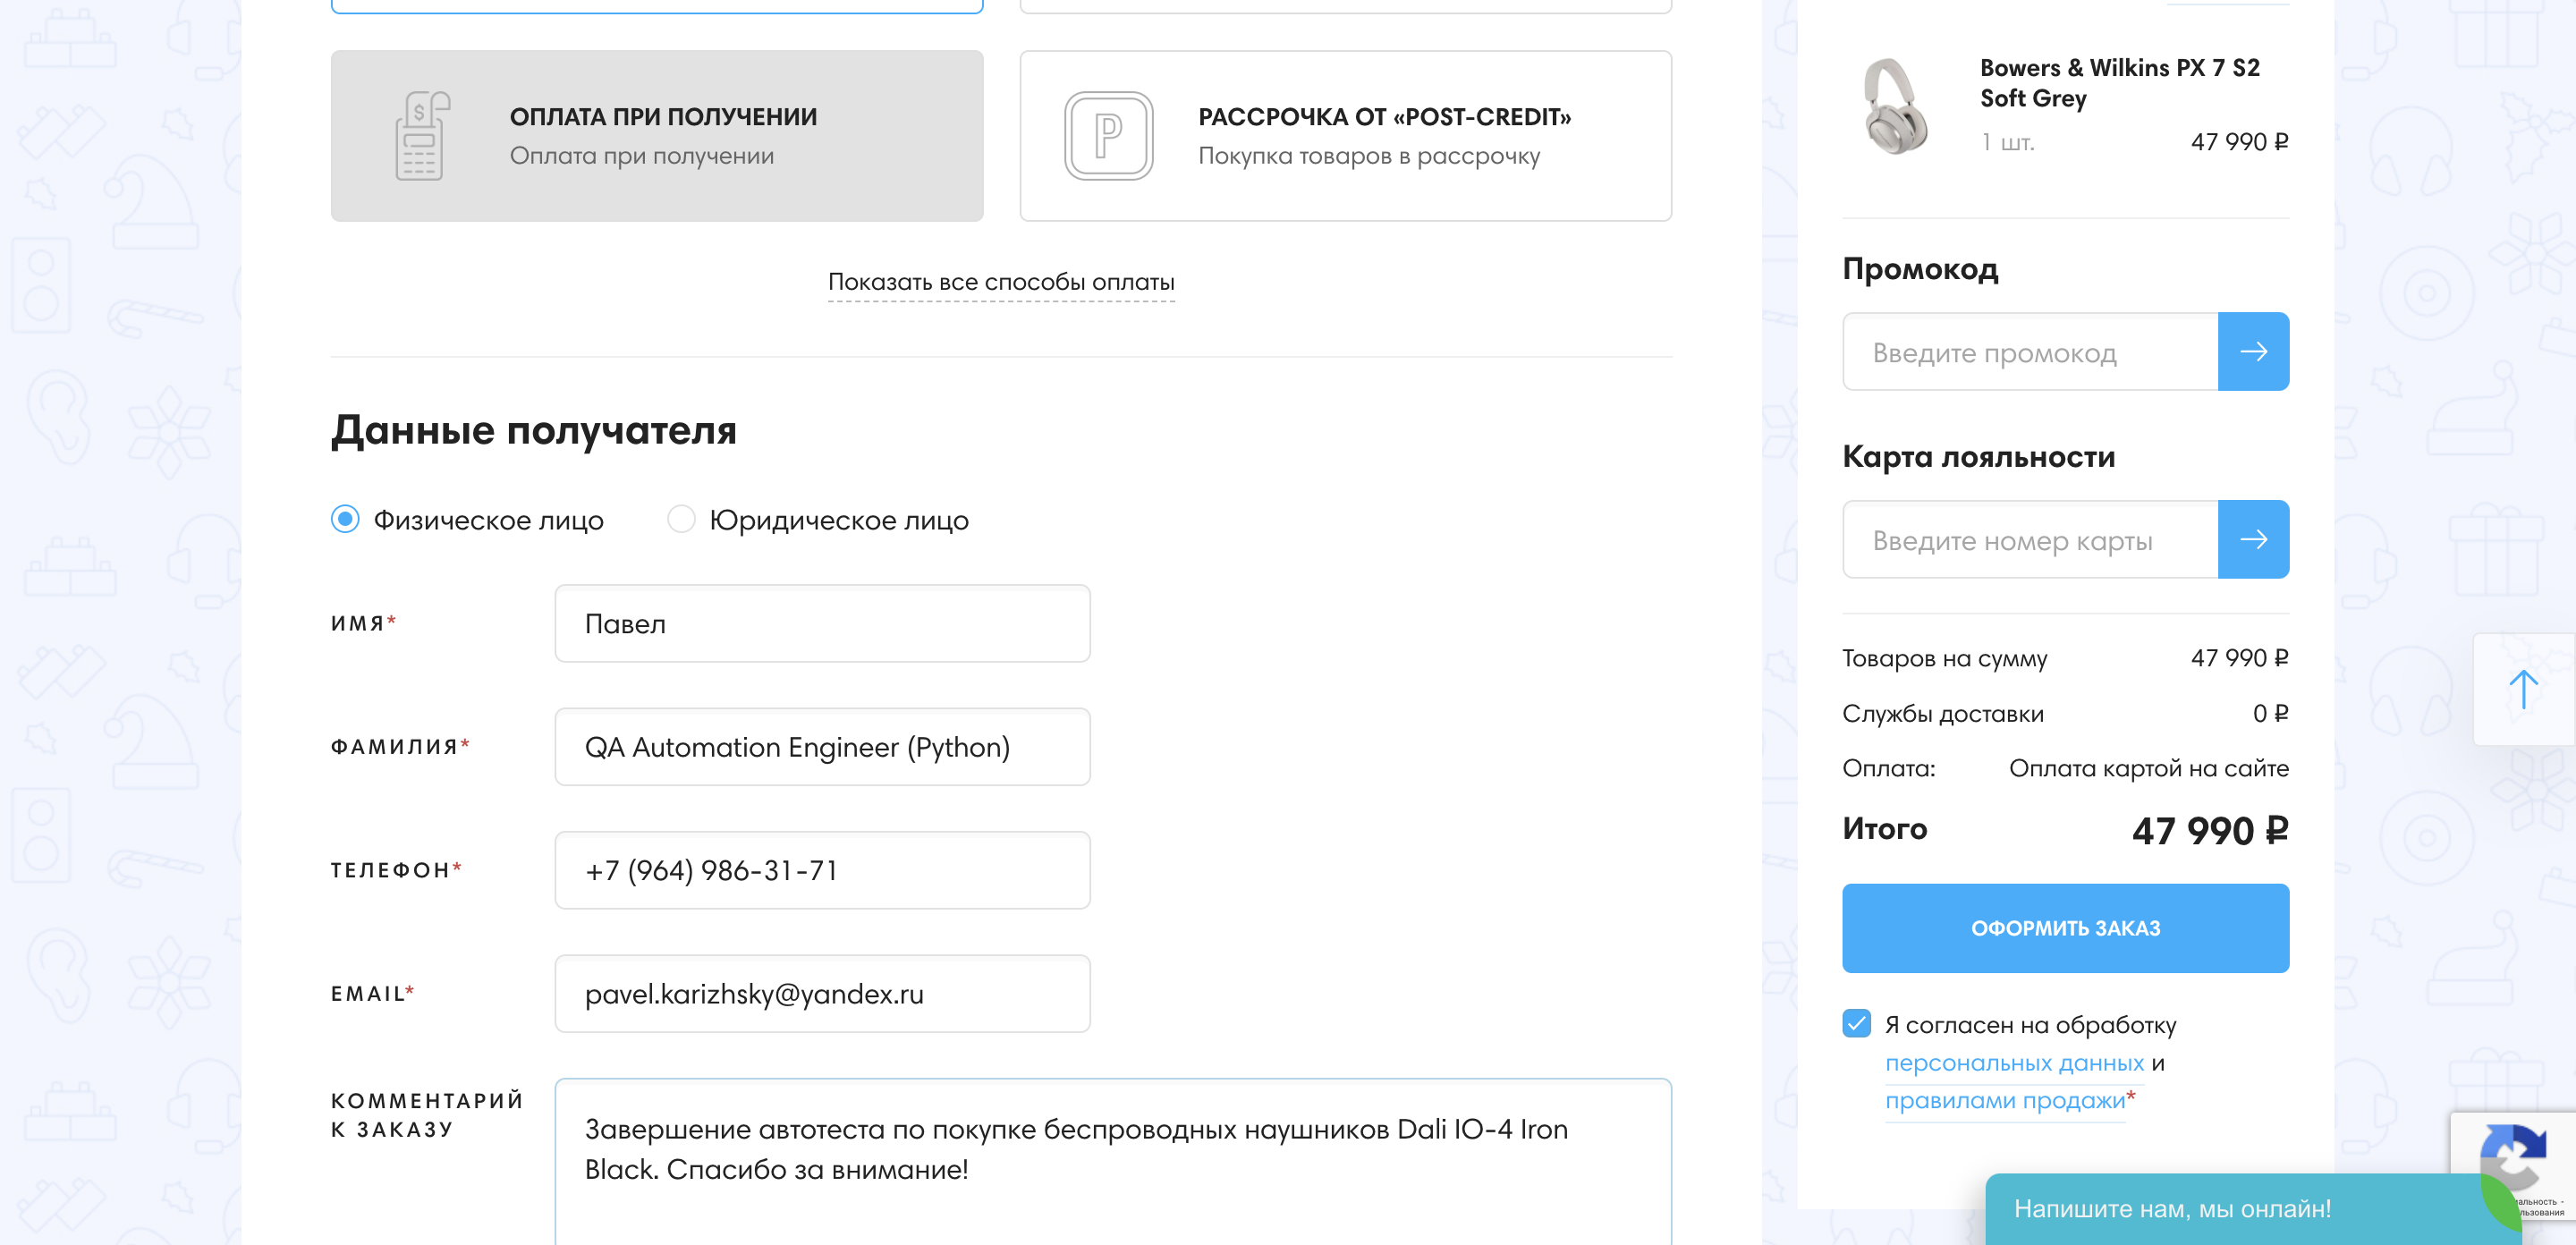 ОПЛАТА ПРИ ПОЛУЧЕНИИ
Оплата при получении
РАССРОЧКА ОТ «POST-CREDIT»
Покупка товаров в рассрочку
Показать все способы оплаты
Данные получателя
Физическое лицо
Юридическое лицо
ИМЯ*
Павел
ФАМИЛИЯ*
QA Automation Engineer (Python)
ТЕЛЕФОН*
+7 (964) 986-31-71
EMAIL*
pavel.karizhsky@yandex.ru
КОММЕНТАРИЙ
К ЗАКАЗУ
Завершение автотеста по покупке беспроводных наушников Dali IO-4 Iron
Black. Спасибо за внимание!
Bowers & Wilkins PX 7 S2
Soft Grey
1 шт. 47 990 ₽
Промокод
Введите промокод
Карта лояльности
Введите номер карты
Товаров на сумму 47 990 ₽
Службы доставки 0 ₽
Оплата: Оплата картой на сайте
Итого 47 990 ₽
ОФОРМИТЬ ЗАКАЗ
Я согласен на обработку
персональных данных и
правилами продажи*
Напишите нам, мы онлайн!